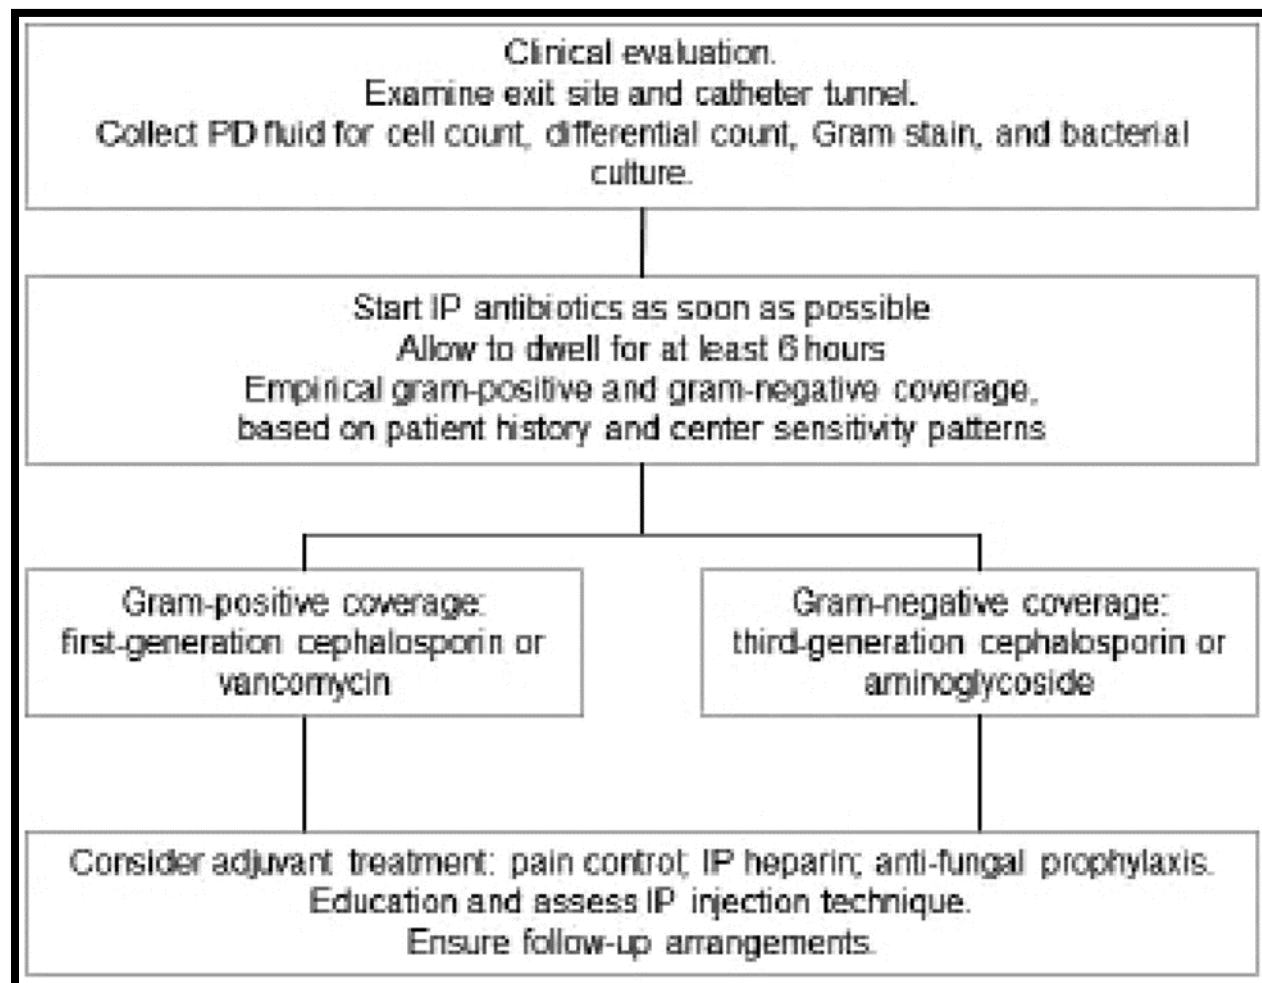 Clinical evaluation.
Examine exit site and catheter tunnel.
Collect PD fluid for cell count, differential count, Gram stain, and bacterial
culture.
Start IP antibiotics as soon as possible
Allow to dwell for at least 6 hours
Empirical gram-positive and gram-negative coverage,
based on patient history and center sensitivity patterns
Gram-positive coverage:
first-generation cephalosporin or
vancomycin
Gram-negative coverage:
third-generation cephalosporin or
aminoglycoside
Consider adjuvant treatment: pain control; IP heparin; anti-fungal prophylaxis.
Education and assess IP injection technique.
Ensure follow-up arrangements.